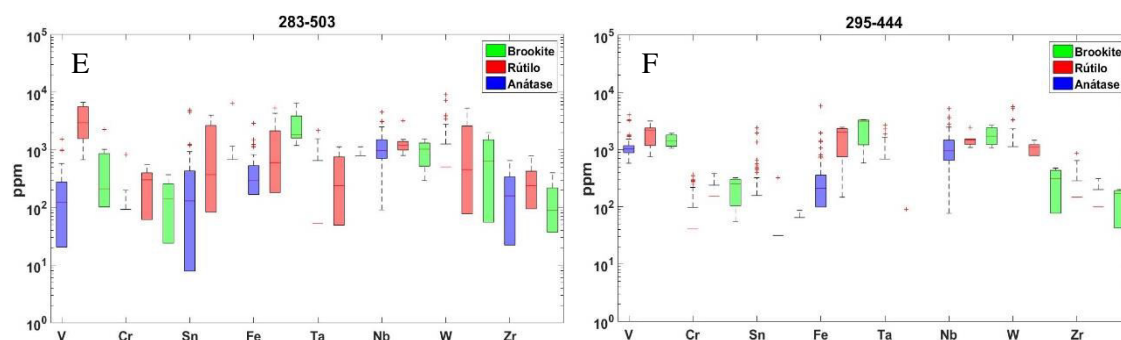 283-503
E
Brookite
Rútilo
Anátase
ppm
10^5
10^4
10^3
10^2
10^1
10^0
V Cr Sn Fe Ta Nb W Zr
295-444
F
Brookite
Rútilo
Anátase
ppm
10^5
10^4
10^3
10^2
10^1
10^0
V Cr Sn Fe Ta Nb W Zr